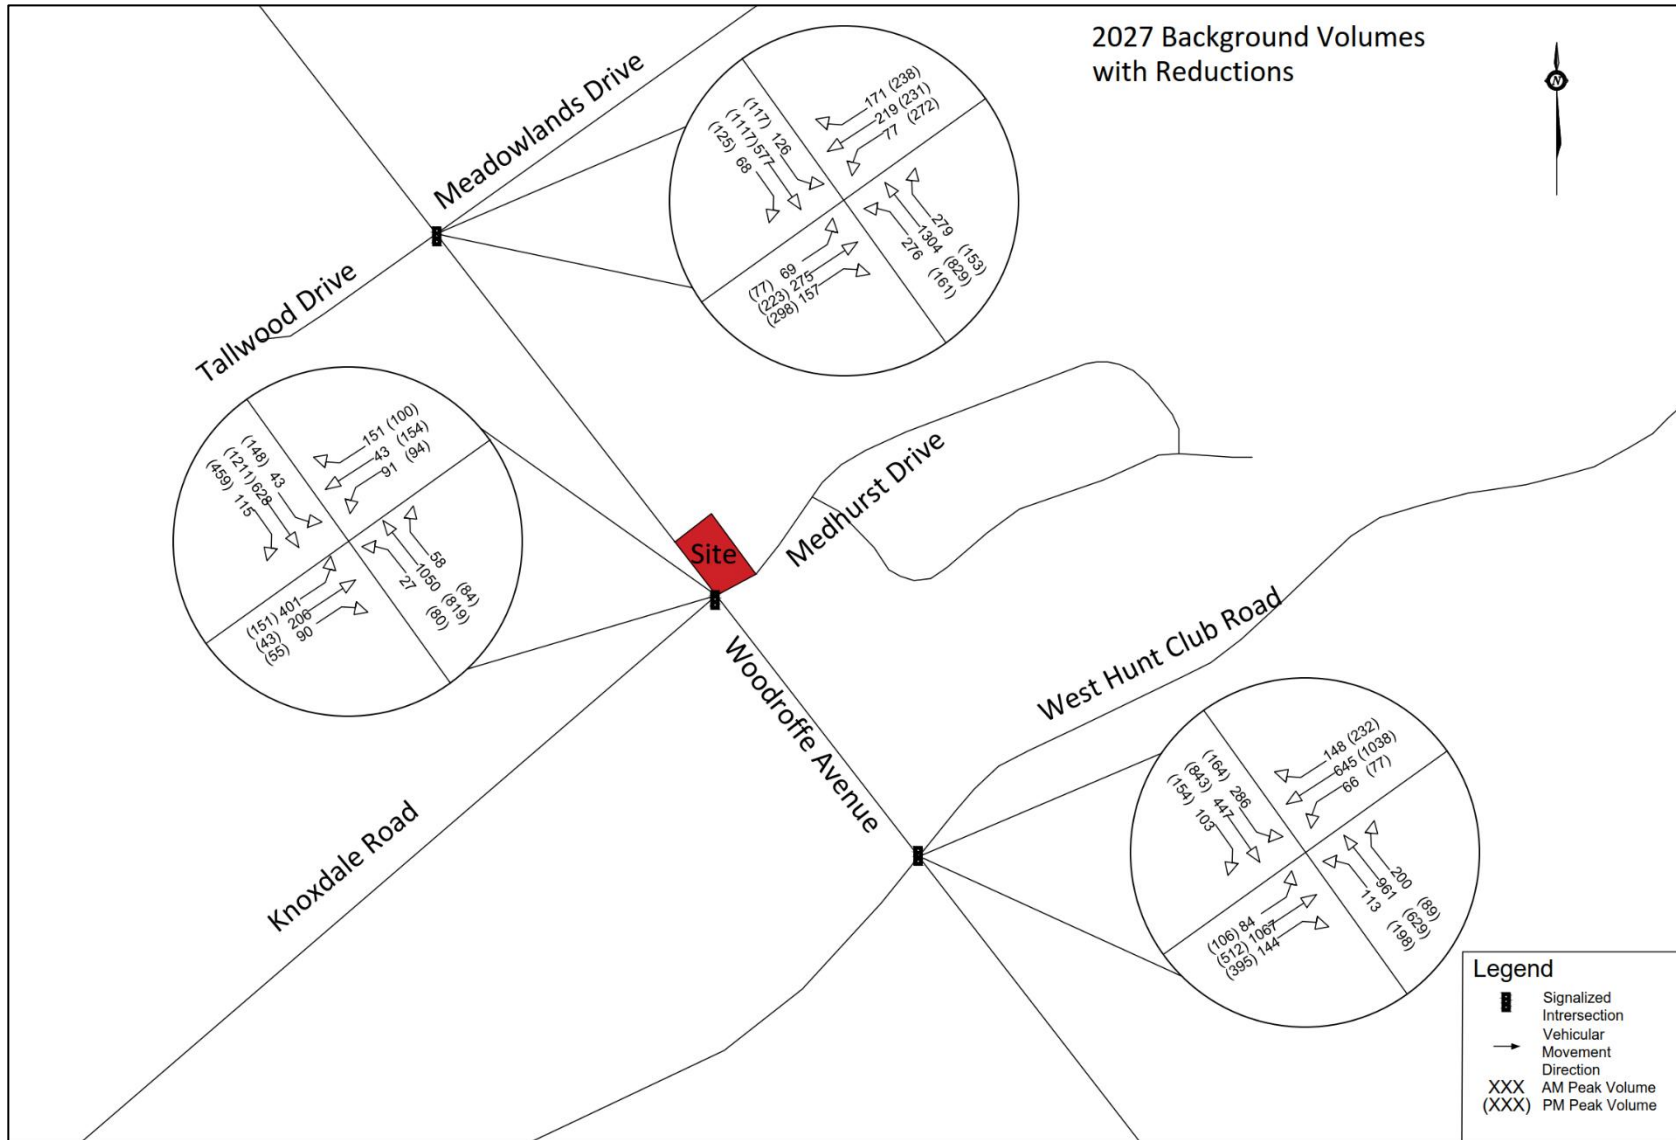 2027 Background Volumes
with Reductions
N
Meadowlands Drive
Tallwood Drive
171 (238)
219 (231)
77 (272)
(117) 126
(1117) 577
(125) 68
279 (153)
1304 (829)
276 (161)
(77) 69
(223) 275
(298) 157
151 (100)
43 (154)
91 (94)
(148) 43
(1211) 628
(459) 115
58 (84)
1050 (819)
27 (80)
(151) 401
(43) 206
(55) 90
Site
Medhurst Drive
Woodroffe Avenue
West Hunt Club Road
Knoxdale Road
148 (232)
645 (1038)
66 (77)
(164) 286
(843) 447
(154) 103
200 (89)
961 (629)
113 (198)
(106) 84
(512) 1067
(395) 144
Legend
Signalized
Intrersection
Vehicular
Movement
Direction
XXX AM Peak Volume
(XXX) PM Peak Volume